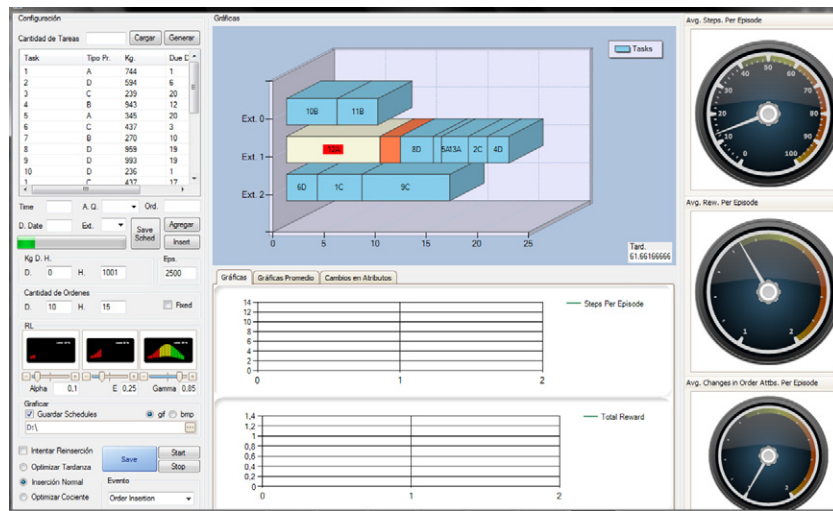 Configuración
Cantidad de Tareas
Cargar
Generar
Task Tipo Pr. Kg. Due D
1 A 744 1
2 D 594 6
3 C 239 20
4 B 943 12
5 A 345 20
6 C 437 3
7 B 270 10
8 D 959 19
9 D 993 19
10 D 236 1
C 437 17
Time A. Q. Ord.
D. Date Ext.
Save Sched
Agregar
Insert
Kg D. H.
D. 0 H. 1001
Eps.
2500
Cantidad de Ordenes
D. 10 H. 15
Fixed
RL
Alpha 0,1 E 0,25 Gamma 0,85
Graficar
Guardar Schedules
gif bmp
D:\
Intentar Reinserción
Optimizar Tardanza
Inserción Normal
Optimizar Cociente
Save
Start
Stop
Evento
Order Insertion
Gráficas
Tasks
10B 11B
Ext. 0
12A 8D 5A13A 2C 4D
Ext. 1
6D 1C 9C
Ext. 2
0 5 10 15 20 25
Tard.
61.66166666
Gráficas Gráficas Promedio Cambios en Atributos
14
12
10
8
6
4
2
0
0 1 2
Steps Per Episode
1,4
1,2
1
0,8
0,6
0,4
0,2
0
0 1 2
Total Reward
Avg. Steps. Per Episode
0 10 20 30 40 50 60 70 80 90 100
Avg. Rew. Per Episode
1 2
Avg. Changes in Order Attbs. Per Episode
1 2